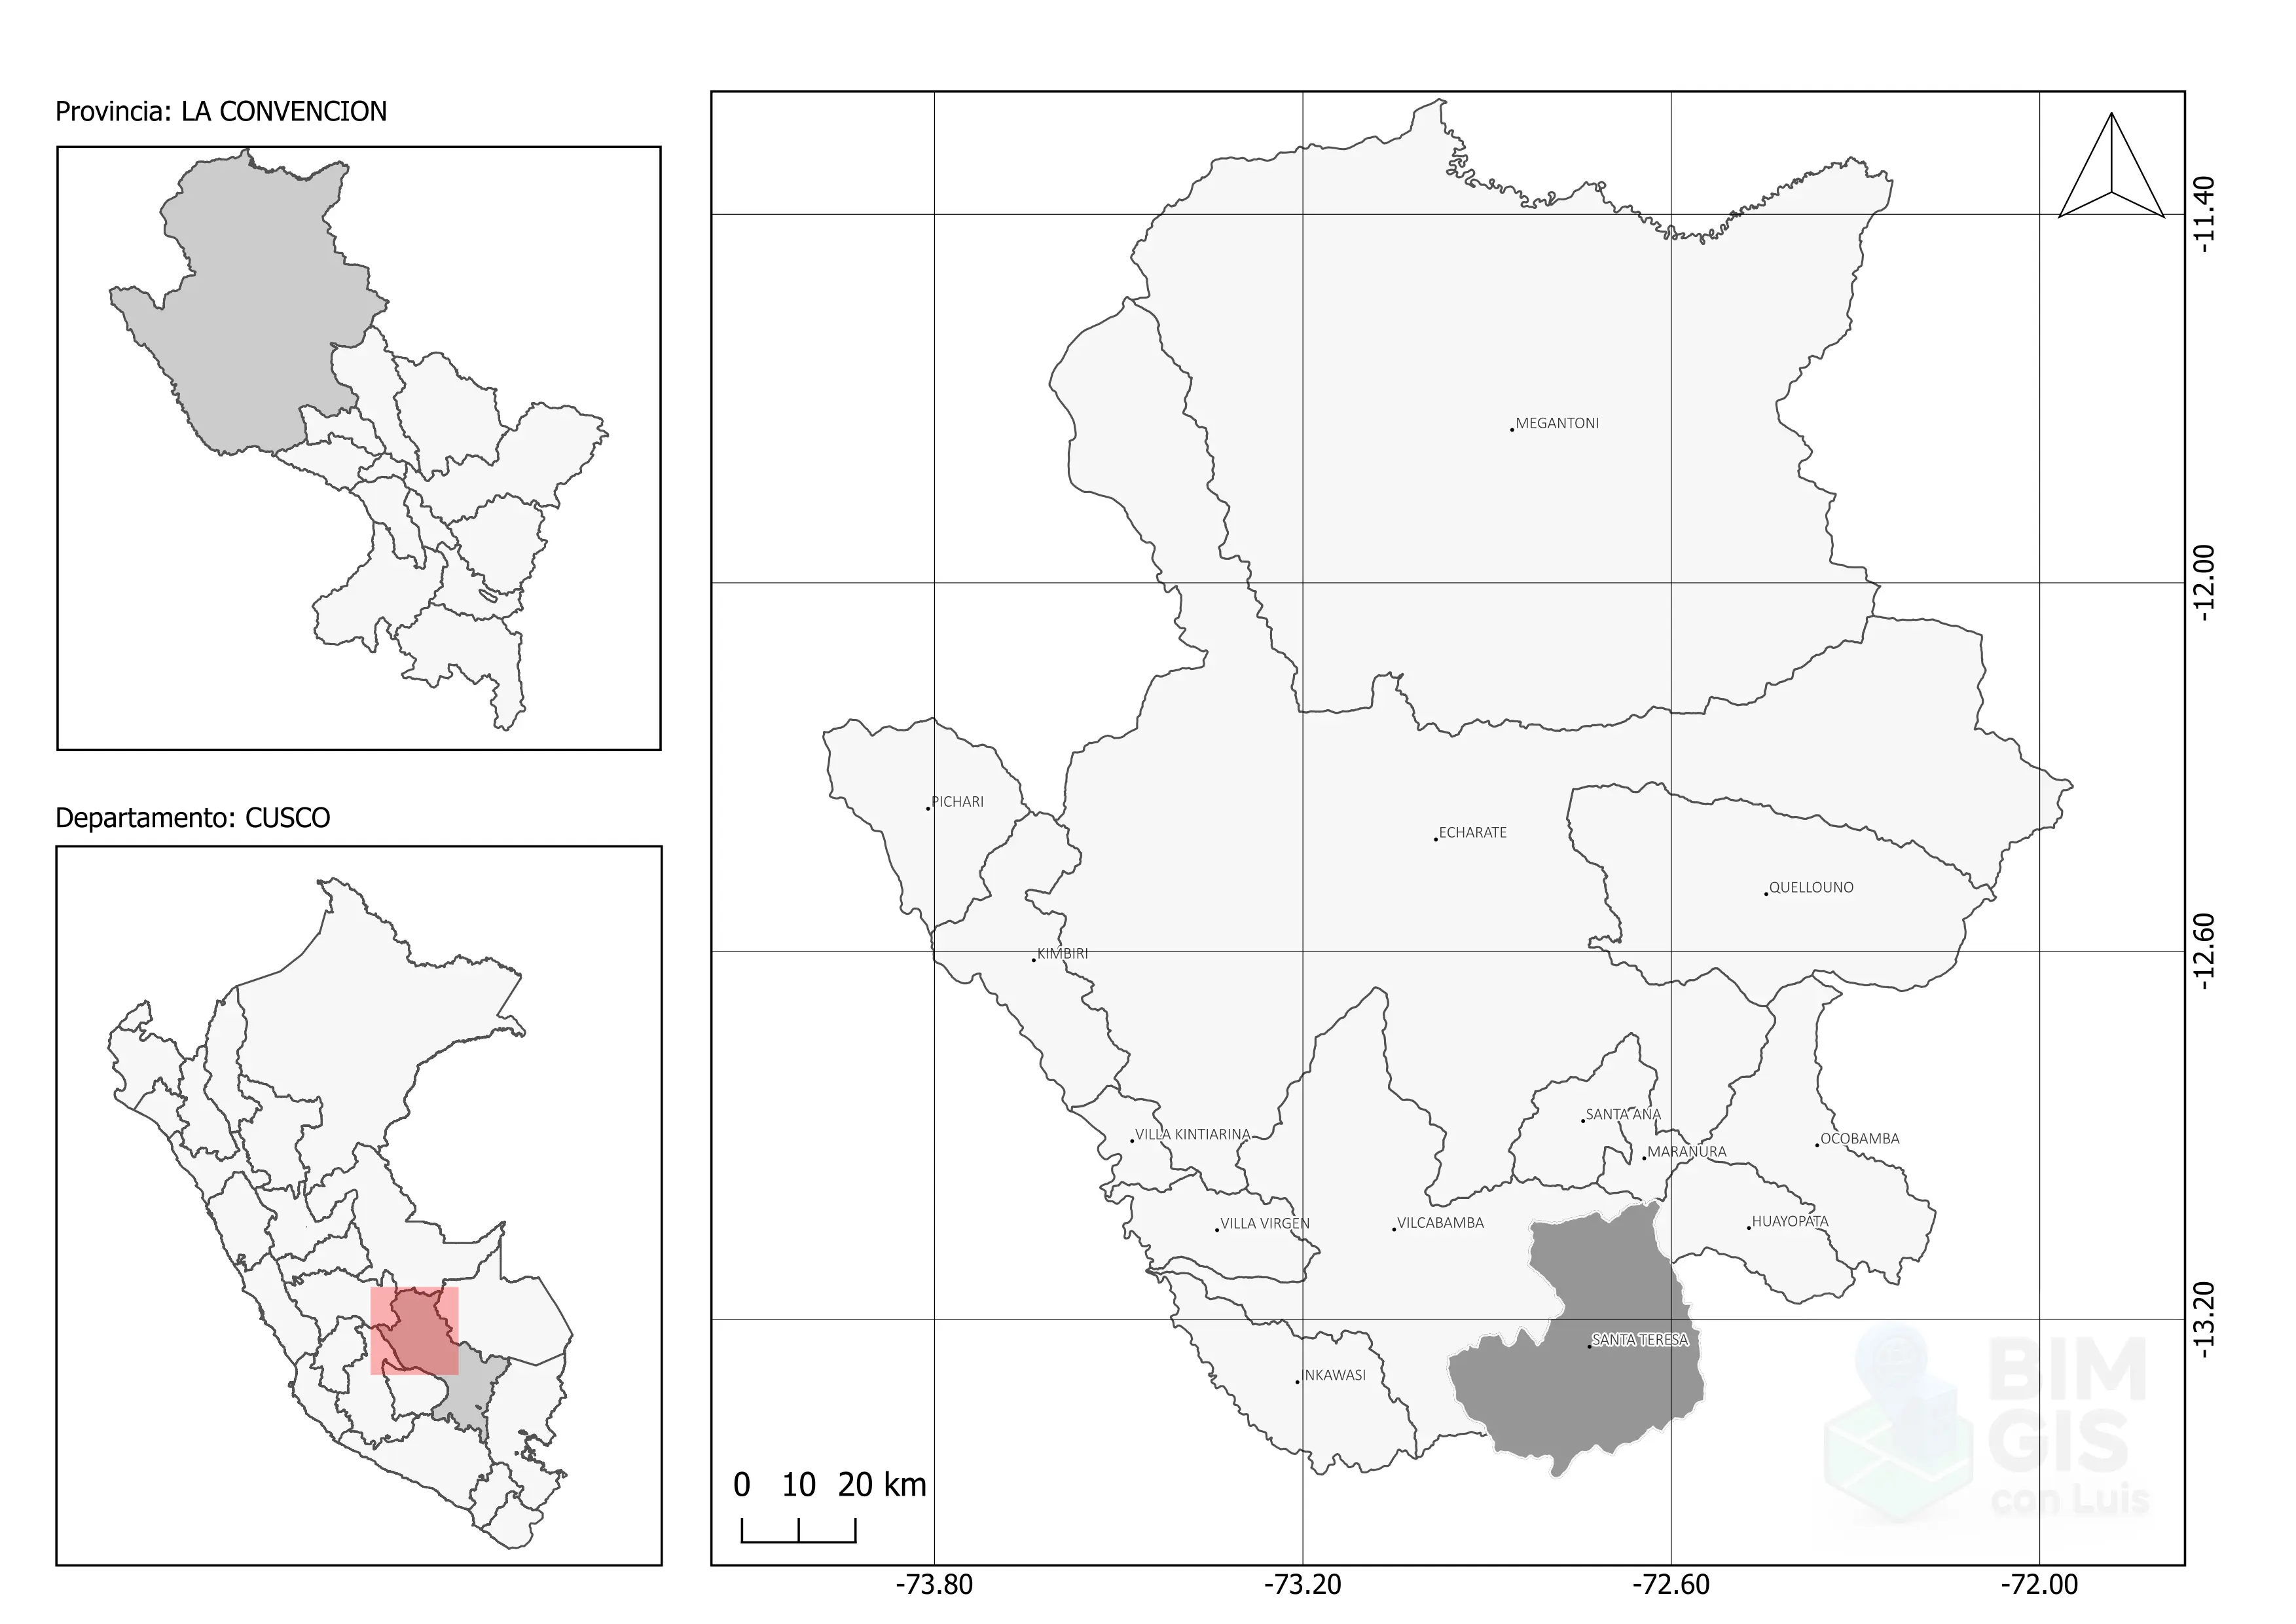 Provincia: LA CONVENCION
Departamento: CUSCO
MEGANTONI
PICHARI
ECHARATE
QUELLOUNO
KIMBIRI
SANTA ANA
VILLA KINTIARINA
OCOBAMBA
MARANURA
VILLA VIRGEN
VILCABAMBA
HUAYOPATA
SANTA TERESA
INKAWASI
-11.40
-12.00
-12.60
-13.20
BIM
GIS
con Luis
0 10 20 km
-73.80 -73.20 -72.60 -72.00